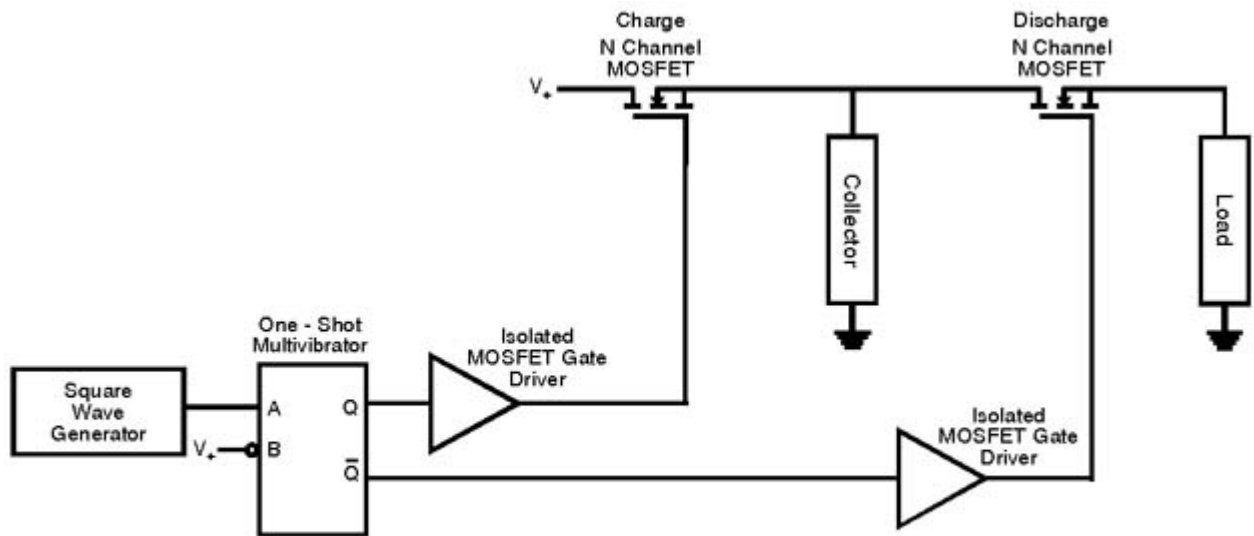 Charge
N Channel
MOSFET
Discharge
N Channel
MOSFET
V+
Collector
Load
One - Shot
Multivibrator
Isolated
MOSFET Gate
Driver
Square
Wave
Generator
A
Q
V+
B
Q̅
Isolated
MOSFET Gate
Driver